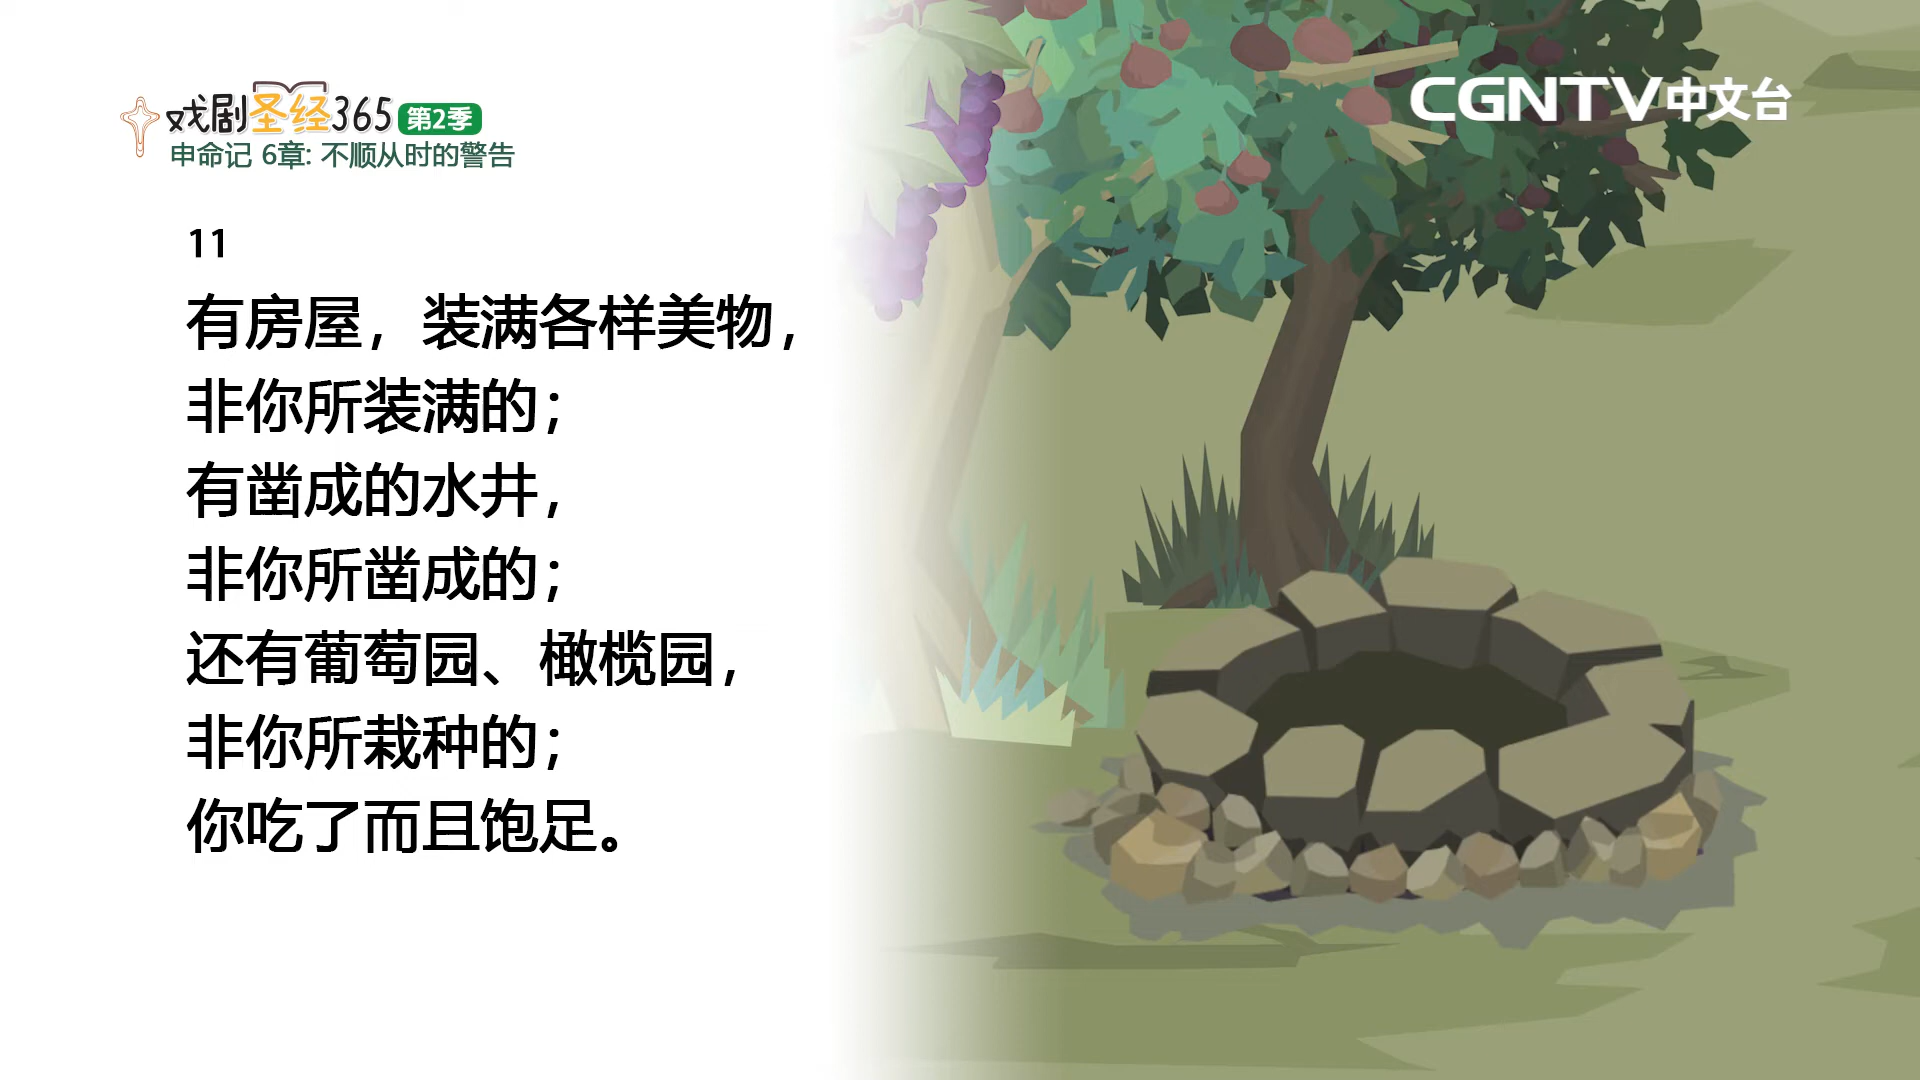 戏剧圣经365 第2季
申命记 6章: 不顺从时的警告
CGNTV中文台
11
有房屋，装满各样美物，
非你所装满的；
有凿成的水井，
非你所凿成的；
还有葡萄园、橄榄园，
非你所栽种的；
你吃了而且饱足。